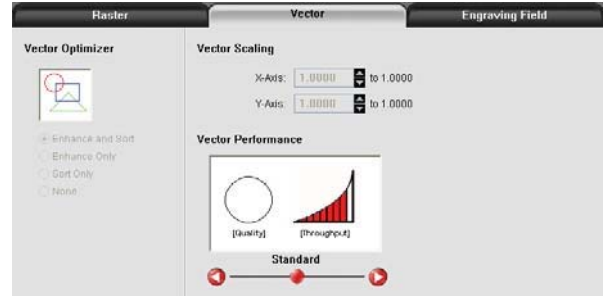 Raster
Vector
Engraving Field
Vector Optimizer
Enhance and Sort
Enhance Only
Sort Only
None
Vector Scaling
X-Axis: 1.0000 to 1.0000
Y-Axis: 1.0000 to 1.0000
Vector Performance
[Quality]
[Throughput]
Standard